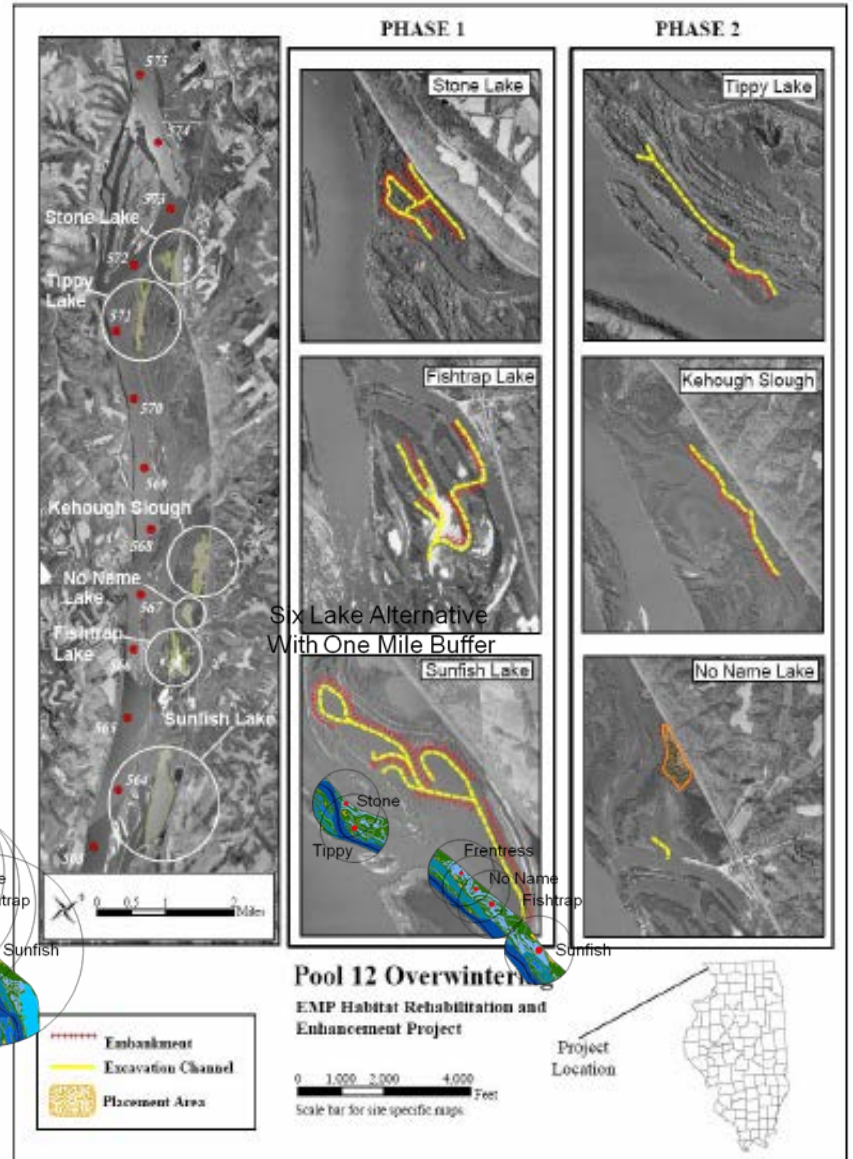 PHASE 1
PHASE 2
575
574
573
Stone Lake
572
Tippy
Lake
571
570
569
Kehough Slough
568
No Name
Lake
567
Fishtrap
Lake
566
565
Sunfish Lake
564
563
0 0.5 1 2
Miles
Stone Lake
Tippy Lake
Fishtrap Lake
Kehough Slough
Six Lake Alternative
With One Mile Buffer
Sunfish Lake
No Name Lake
Stone
Tippy
Frentress
No Name
Fishtrap
Sunfish
Sunfish
Pool 12 Overwintering
EMP Habitat Rehabilitation and
Enhancement Project
Embankment
Excavation Channel
Placement Area
0 1,000 2,000 4,000
Feet
Scale bar for site specific maps
Project
Location